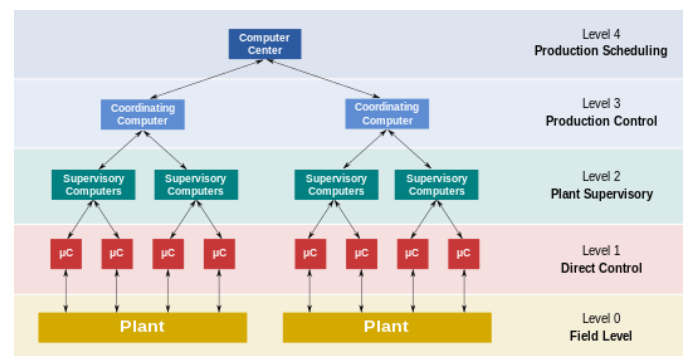 Computer
Center
Level 4
Production Scheduling
Coordinating
Computer
Coordinating
Computer
Level 3
Production Control
Supervisory
Computers
Supervisory
Computers
Supervisory
Computers
Supervisory
Computers
Level 2
Plant Supervisory
µC
µC
µC
µC
µC
µC
µC
µC
Level 1
Direct Control
Plant
Plant
Level 0
Field Level